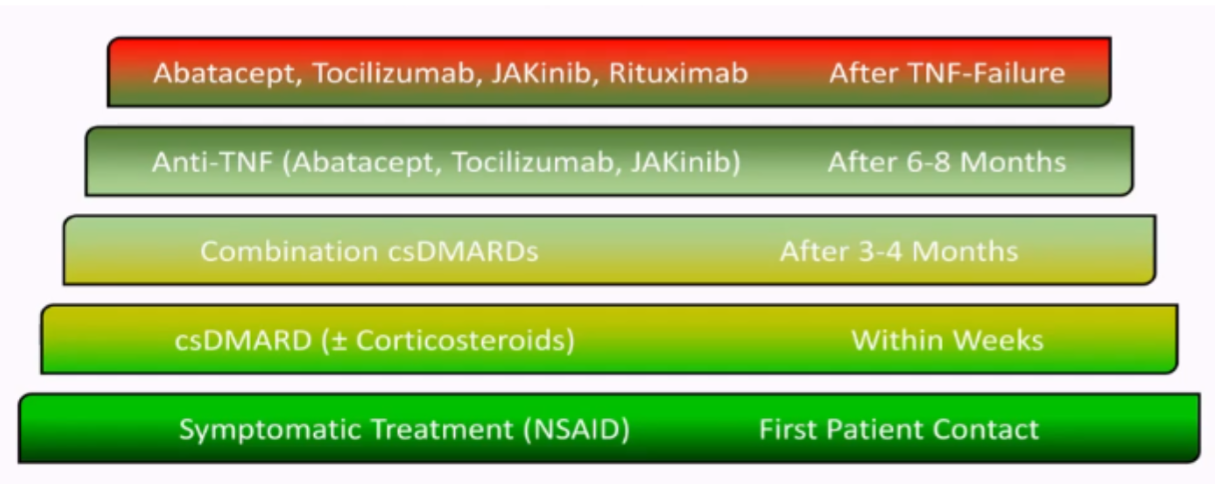 Abatacept, Tocilizumab, JAKinib, Rituximab After TNF-Failure
Anti-TNF (Abatacept, Tocilizumab, JAKinib) After 6-8 Months
Combination csDMARDs After 3-4 Months
csDMARD (± Corticosteroids) Within Weeks
Symptomatic Treatment (NSAID) First Patient Contact